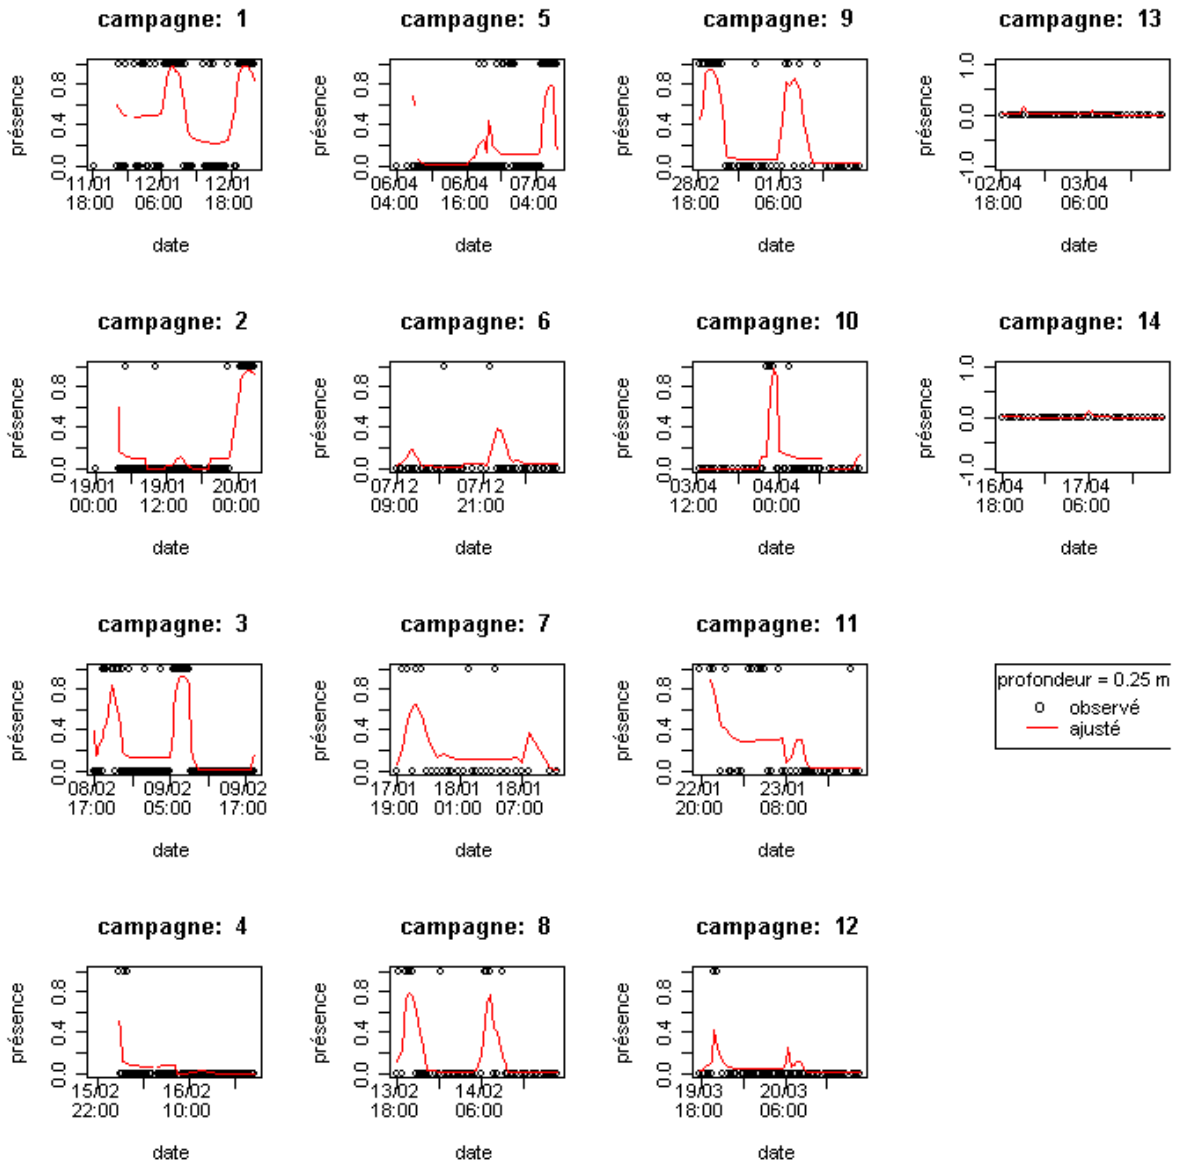 campagne: 1
présence
0.0 0.4 0.8
11/01 12/01 12/01
18:00 06:00 18:00
date
campagne: 5
présence
0.0 0.4 0.8
06/04 06/04 07/04
04:00 16:00 04:00
date
campagne: 9
présence
0.0 0.4 0.8
28/02 01/03
18:00 06:00
date
campagne: 13
présence
-1.0 0.0 1.0
02/04 03/04
18:00 06:00
date
campagne: 2
présence
0.0 0.4 0.8
19/01 19/01 20/01
00:00 12:00 00:00
date
campagne: 6
présence
0.0 0.4 0.8
07/12 07/12
09:00 21:00
date
campagne: 10
présence
0.0 0.4 0.8
03/04 04/04
12:00 00:00
date
campagne: 14
présence
-1.0 0.0 1.0
16/04 17/04
18:00 06:00
date
campagne: 3
présence
0.0 0.4 0.8
08/02 09/02 09/02
17:00 05:00 17:00
date
campagne: 7
présence
0.0 0.4 0.8
17/01 18/01 18/01
19:00 01:00 07:00
date
campagne: 11
présence
0.0 0.4 0.8
22/01 23/01
20:00 08:00
date
profondeur = 0.25 m
observé
ajusté
campagne: 4
présence
0.0 0.4 0.8
15/02 16/02
22:00 10:00
date
campagne: 8
présence
0.0 0.4 0.8
13/02 14/02
18:00 06:00
date
campagne: 12
présence
0.0 0.4 0.8
19/03 20/03
18:00 06:00
date